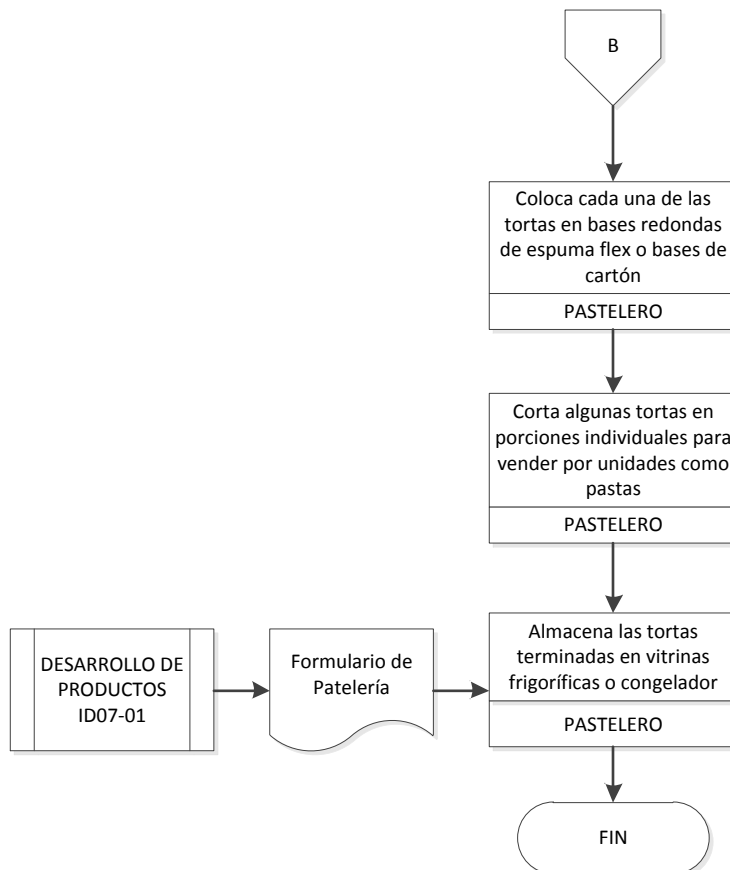 B
Coloca cada una de las
tortas en bases redondas
de espuma flex o bases de
cartón
PASTELERO
Corta algunas tortas en
porciones individuales para
vender por unidades como
pastas
PASTELERO
DESARROLLO DE
PRODUCTOS
ID07-01
Formulario de
Patelería
Almacena las tortas
terminadas en vitrinas
frigoríficas o congelador
PASTELERO
FIN